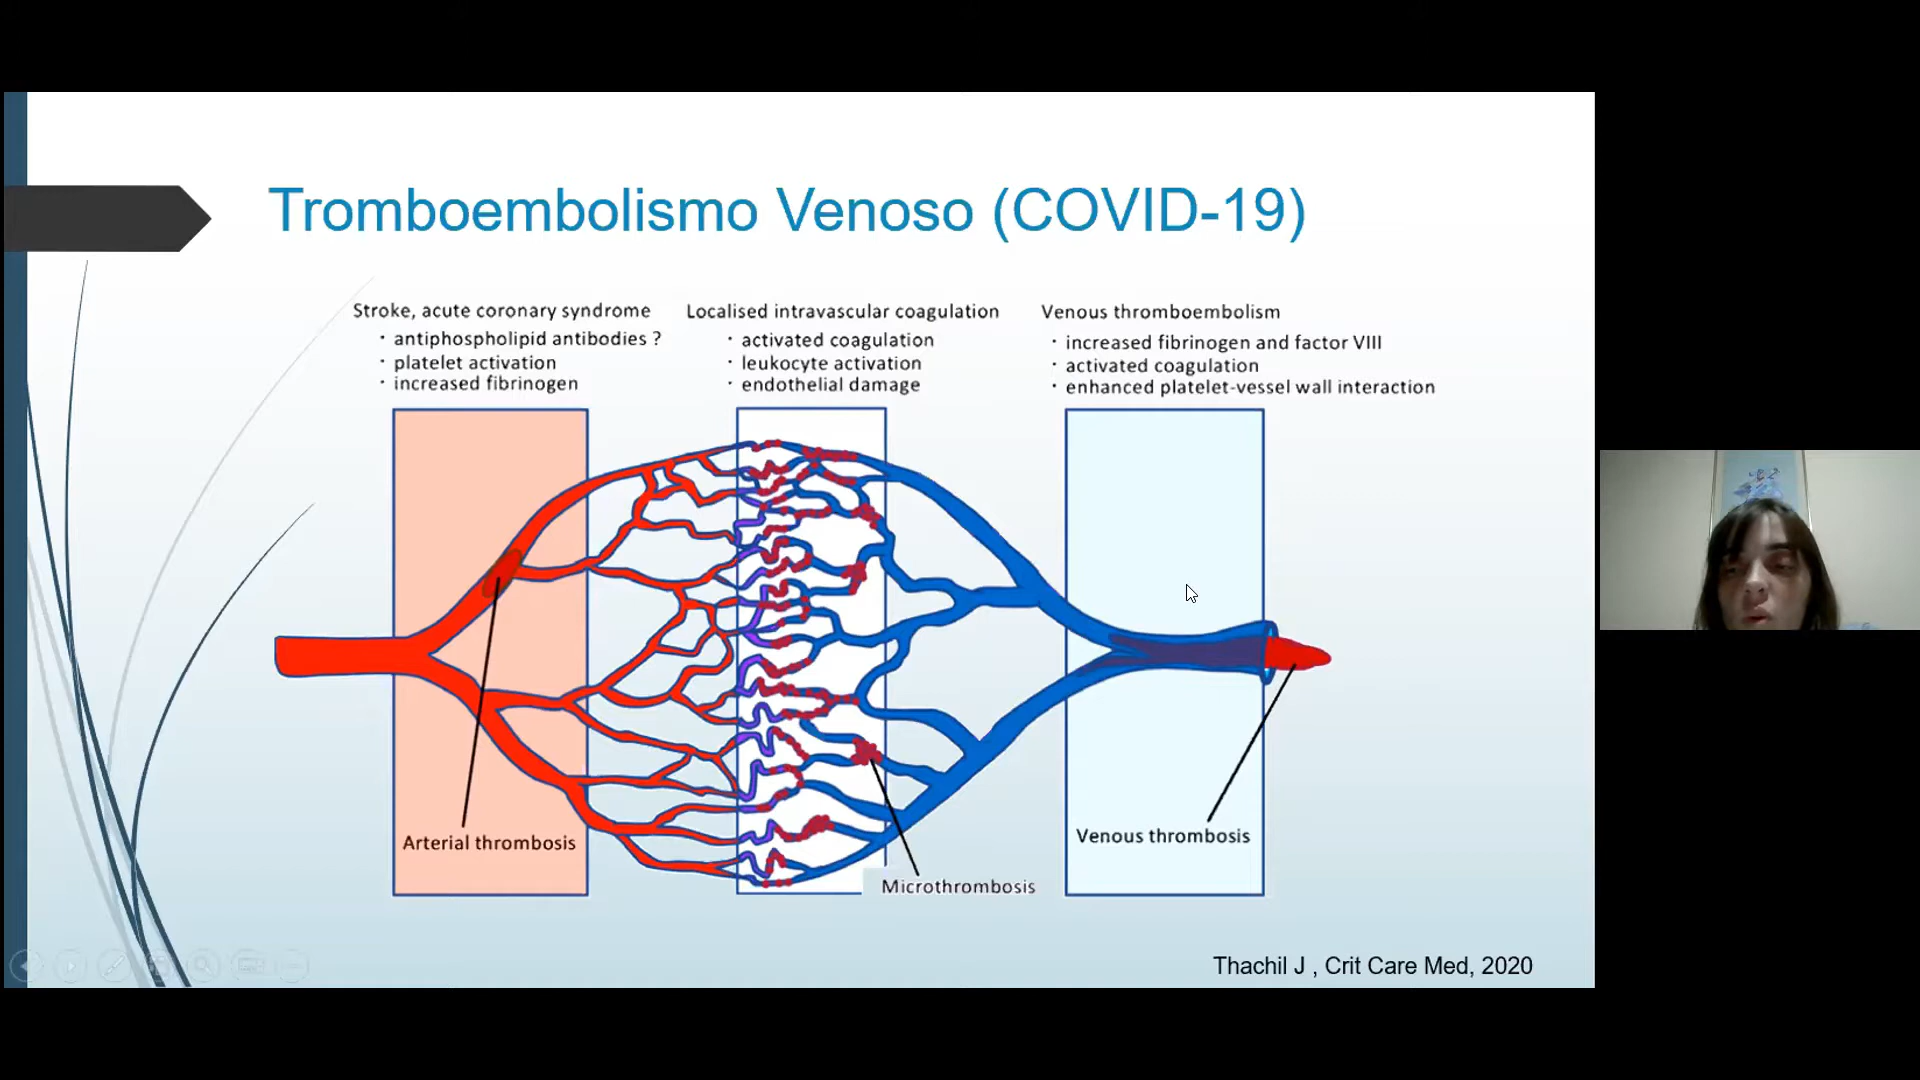 Tromboembolismo Venoso (COVID-19)
Stroke, acute coronary syndrome
· antiphospholipid antibodies ?
· platelet activation
· increased fibrinogen
Localised intravascular coagulation
· activated coagulation
· leukocyte activation
· endothelial damage
Venous thromboembolism
· increased fibrinogen and factor VIII
· activated coagulation
· enhanced platelet-vessel wall interaction
Arterial thrombosis
Microthrombosis
Venous thrombosis
Thachil J , Crit Care Med, 2020